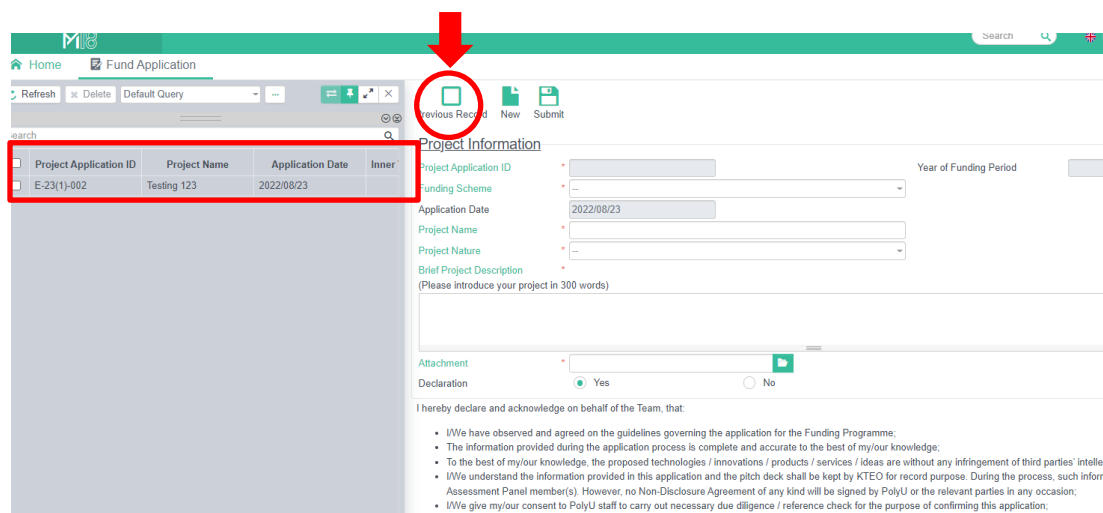 M18
Search
Home Fund Application
Refresh Delete Default Query ...
Previous Record New Submit
Search
Project Information
Project Application ID Project Name Application Date Inner
E-23(1)-002 Testing 123 2022/08/23
Project Application ID * Year of Funding Period
Funding Scheme * --
Application Date 2022/08/23
Project Name *
Project Nature * --
Brief Project Description *
(Please introduce your project in 300 words)
Attachment *
Declaration Yes No
I hereby declare and acknowledge on behalf of the Team, that:
• I/We have observed and agreed on the guidelines governing the application for the Funding Programme;
• The information provided during the application process is complete and accurate to the best of my/our knowledge;
• To the best of my/our knowledge, the proposed technologies / innovations / products / services / ideas are without any infringement of third parties' intelle
• I/We understand the information provided in this application and the pitch deck shall be kept by KTEO for record purpose. During the process, such inform
Assessment Panel member(s). However, no Non-Disclosure Agreement of any kind will be signed by PolyU or the relevant parties in any occasion;
• I/We give my/our consent to PolyU staff to carry out necessary due diligence / reference check for the purpose of confirming this application;